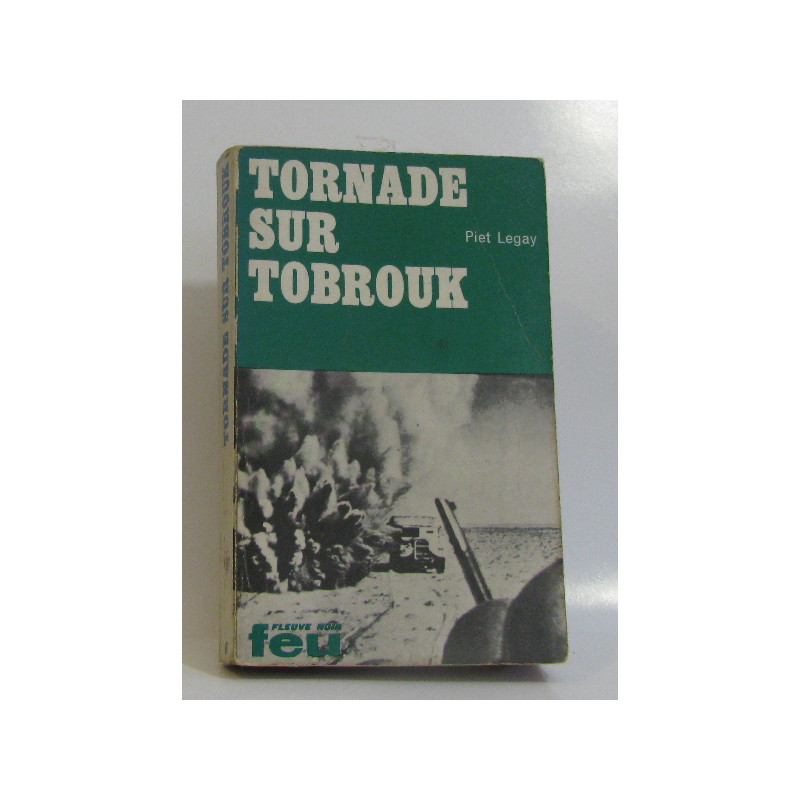 TORNADE
SUR
TOBROUK
Piet Legay
FLEUVE NOIR
feu
TORNADE SUR TOBROUK